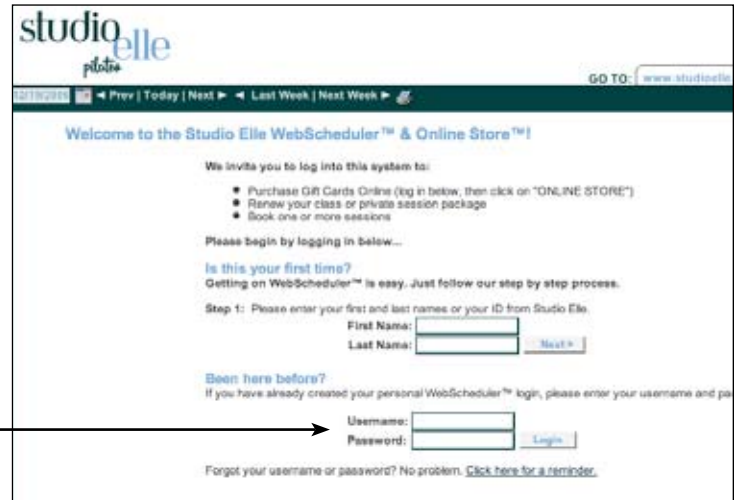 studio elle
pilates
GO TO: www.studioelle
12/19/2006 ◄ Prev | Today | Next ► ◄ Last Week | Next Week ►
Welcome to the Studio Elle WebScheduler™ & Online Store™!
We invite you to log into this system to:
• Purchase Gift Cards Online (log in below, then click on "ONLINE STORE")
• Renew your class or private session package
• Book one or more sessions
Please begin by logging in below...
Is this your first time?
Getting on WebScheduler™ is easy. Just follow our step by step process.
Step 1: Please enter your first and last names or your ID from Studio Elle.
First Name:
Last Name: Next >
Been here before?
If you have already created your personal WebScheduler™ login, please enter your username and pa
Username:
Password: Login
Forgot your username or password? No problem. Click here for a reminder.